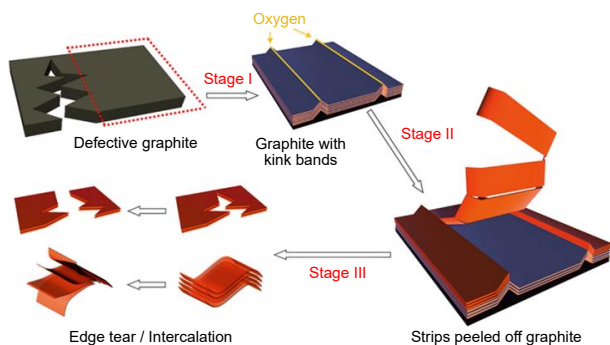 Oxygen
Stage I
Defective graphite
Graphite with
kink bands
Stage II
Stage III
Edge tear / Intercalation
Strips peeled off graphite